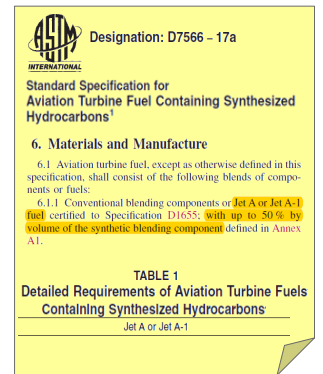 ASTM
INTERNATIONAL
Designation: D7566 – 17a
Standard Specification for
Aviation Turbine Fuel Containing Synthesized
Hydrocarbons¹
6. Materials and Manufacture
6.1 Aviation turbine fuel, except as otherwise defined in this
specification, shall consist of the following blends of compo-
nents or fuels:
6.1.1 Conventional blending components or Jet A or Jet A-1
fuel certified to Specification D1655; with up to 50 % by
volume of the synthetic blending component defined in Annex
A1.
TABLE 1
Detailed Requirements of Aviation Turbine Fuels
Containing Synthesized Hydrocarbons
Jet A or Jet A-1